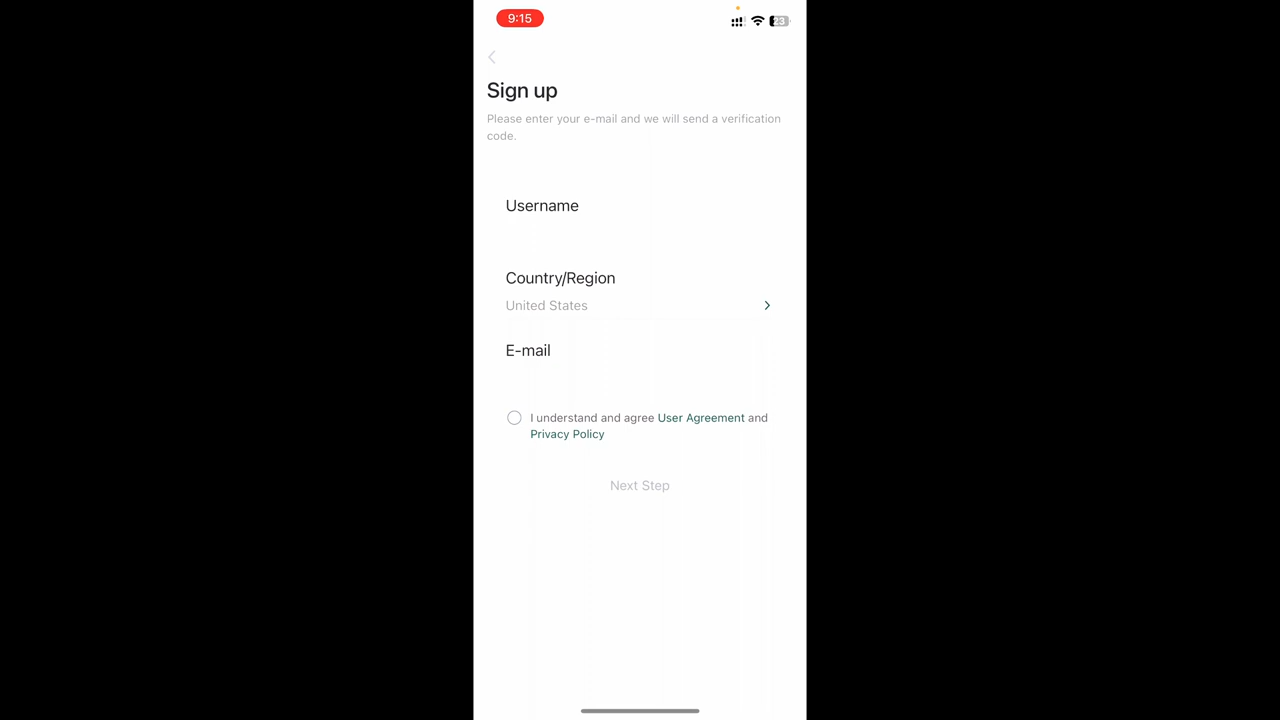 9:15
23
Sign up
Please enter your e-mail and we will send a verification
code.
Username
Country/Region
United States
E-mail
I understand and agree User Agreement and
Privacy Policy
Next Step